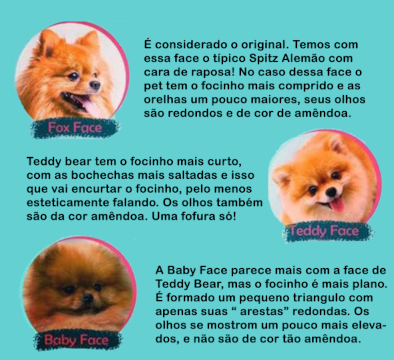 É considerado o original. Temos com
essa face o típico Spitz Alemão com
cara de raposa! No caso dessa face o
pet tem o focinho mais comprido e as
orelhas um pouco maiores, seus olhos
são redondos e de cor de amêndoa.
Fox Face
Teddy bear tem o focinho mais curto,
com as bochechas mais saltadas e isso
que vai encurtar o focinho, pelo menos
esteticamente falando. Os olhos também
são da cor amêndoa. Uma fofura só!
Teddy Face
A Baby Face parece mais com a face de
Teddy Bear, mas o focinho é mais plano.
É formado um pequeno triangulo com
apenas suas “ arestas” redondas. Os
olhos se mostrom um pouco mais eleva-
dos, e não são de cor tão amêndoa.
Baby Face